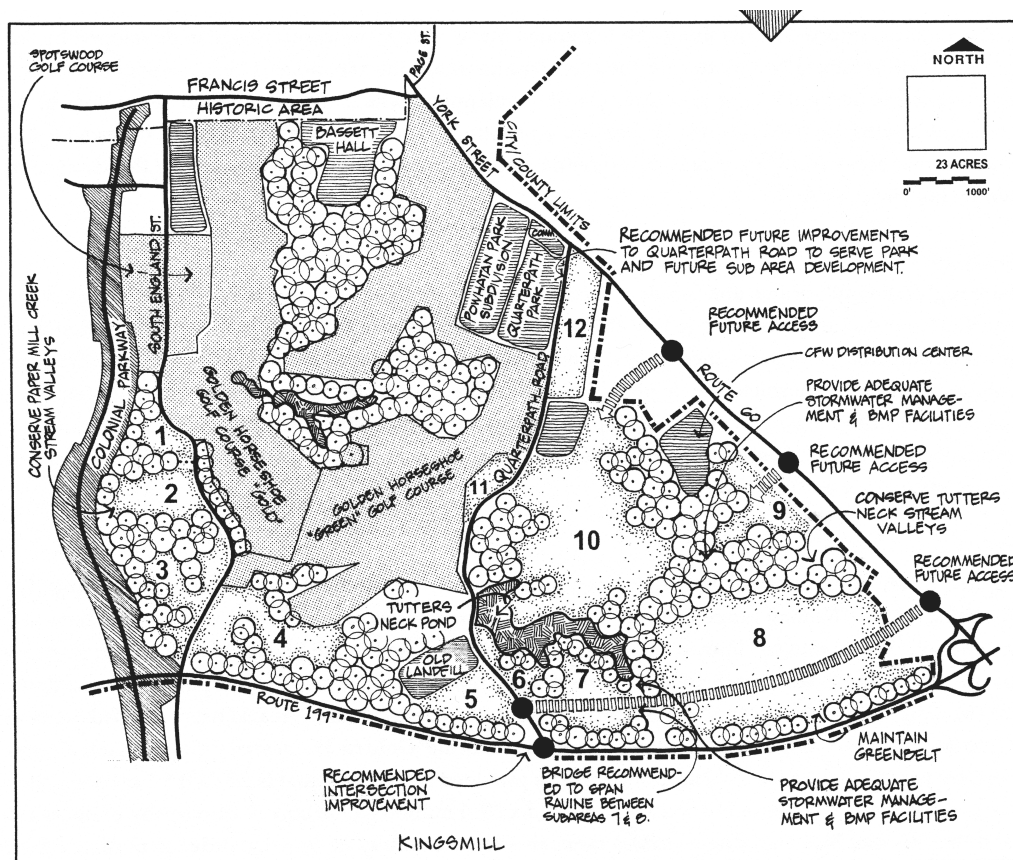 SPOTSWOOD
GOLF COURSE
FRANCIS STREET
HISTORIC AREA
PAGE ST.
BASSETT
HALL
YORK STREET
CITY/
COUNTY LIMITS
NORTH
23 ACRES
0' 1000'
RECOMMENDED FUTURE IMPROVEMENTS
TO QUARTERPATH ROAD TO SERVE PARK
AND FUTURE SUB AREA DEVELOPMENT.
COMM.
POWHATAN PARK
SUBDIVISION
QUARTERPATH
PARK
12
SOUTH ENGLAND ST.
COLONIAL PARKWAY
CONSERVE PAPER MILL CREEK
STREAM VALLEYS
RECOMMENDED
FUTURE ACCESS
ROUTE 60
CFW DISTRIBUTION CENTER
PROVIDE ADEQUATE
STORMWATER MANAGE-
MENT & BMP FACILITIES
RECOMMENDED
FUTURE ACCESS
CONSERVE TUTTERS
NECK STREAM
VALLEYS
RECOMMENDED
FUTURE ACCESS
GOLDEN HORSESHOE
"GOLD"
GOLF COURSE
GOLDEN HORSESHOE
"GREEN" GOLF COURSE
QUARTERPATH ROAD
1
2
3
4
5
6
7
8
9
10
11
TUTTERS
NECK POND
OLD
LANDFILL
ROUTE 199
RECOMMENDED
INTERSECTION
IMPROVEMENT
BRIDGE RECOMMEND-
ED TO SPAN
RAVINE BETWEEN
SUBAREAS 7 & 8.
MAINTAIN
GREENBELT
PROVIDE ADEQUATE
STORMWATER MANAGE-
MENT & BMP FACILITIES
KINGSMILL